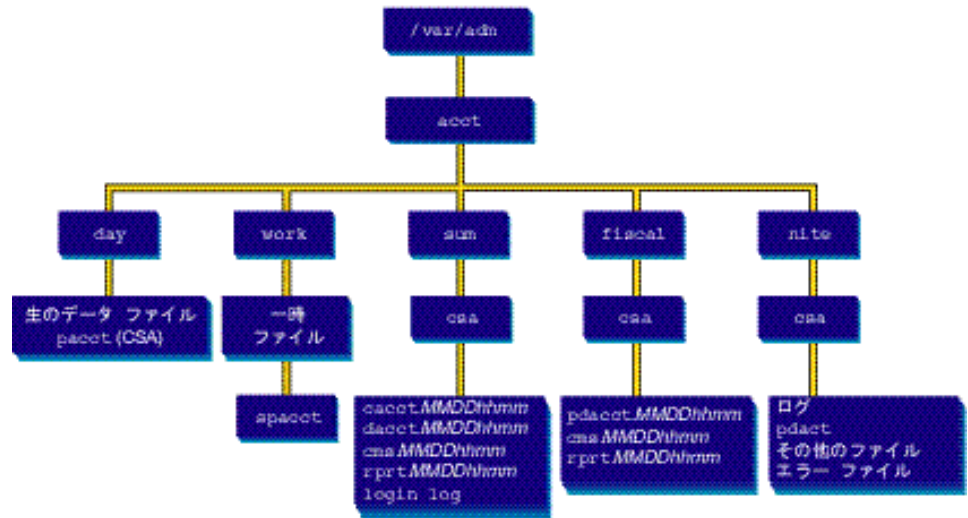 /var/adm
acct
day
work
sum
fiscal
nite
生のデータ ファイル
pacct (CSA)
一時
ファイル
csa
csa
csa
spacct
cacct.MMDDhhmm
dacct.MMDDhhmm
cms.MMDDhhmm
rprt.MMDDhhmm
login log
pdacct.MMDDhhmm
cms.MMDDhhmm
rprt.MMDDhhmm
ログ
pdact
その他のファイル
エラー ファイル